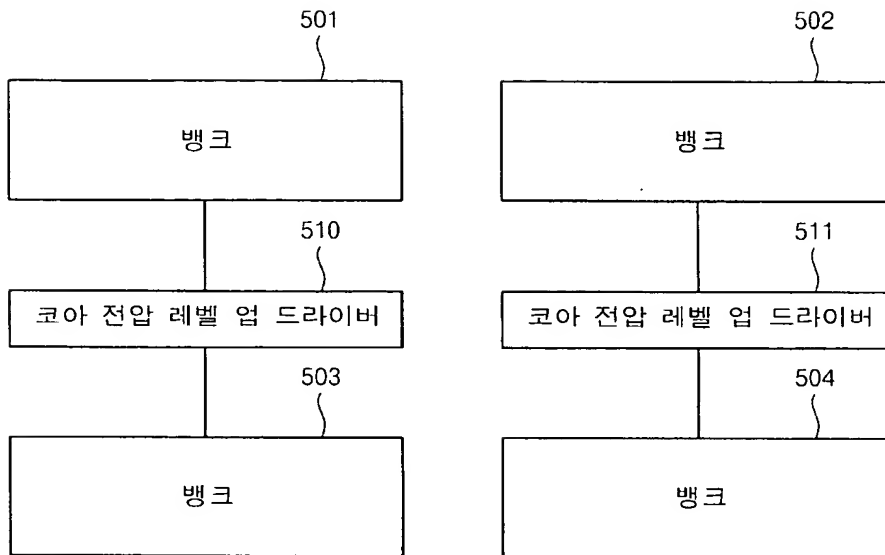 501
502
뱅크
뱅크
510
511
코아 전압 레벨 업 드라이버
코아 전압 레벨 업 드라이버
503
504
뱅크
뱅크